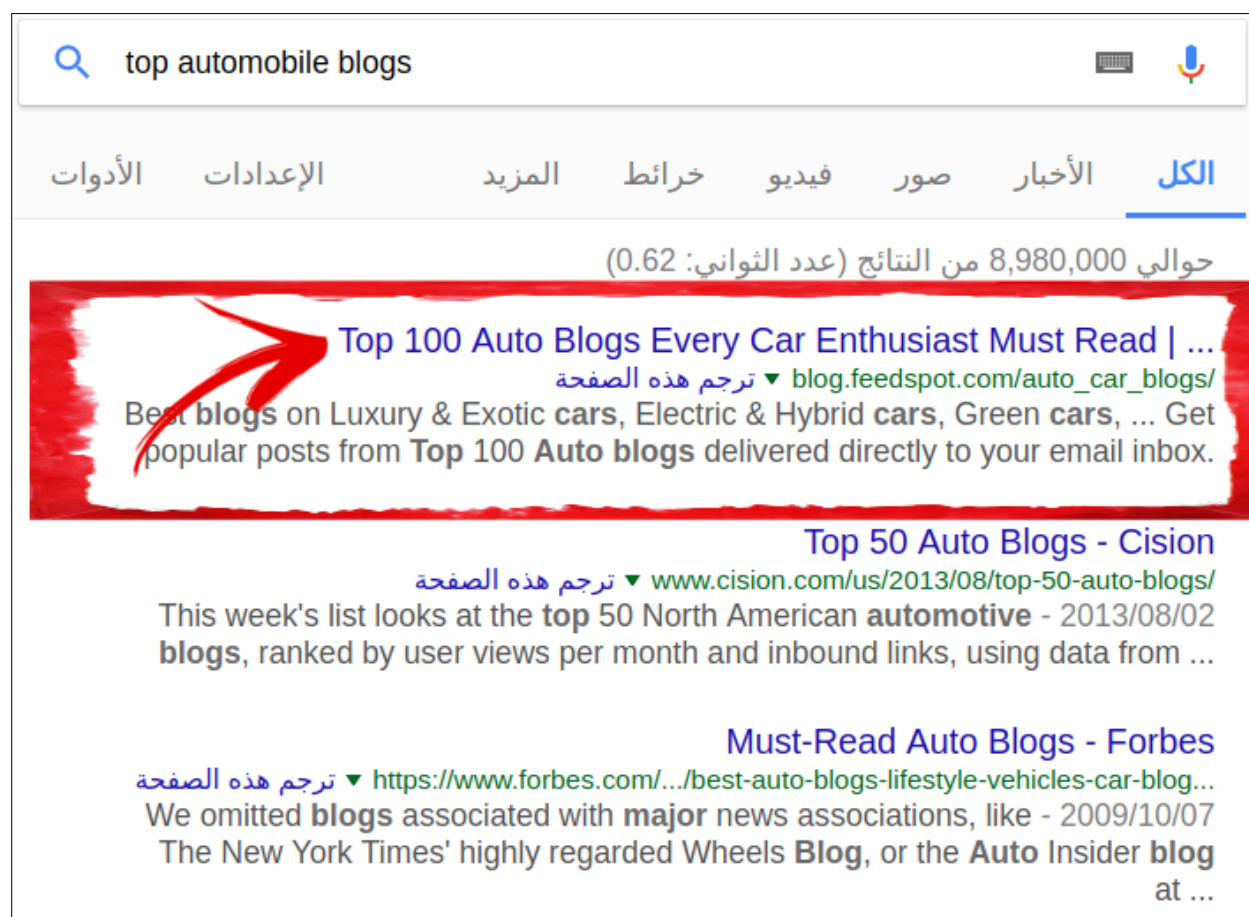 top automobile blogs
الكل الأخبار صور فيديو خرائط المزيد الإعدادات الأدوات
حوالي 8,980,000 من النتائج (عدد الثواني: 0.62)
Top 100 Auto Blogs Every Car Enthusiast Must Read | ...
blog.feedspot.com/auto_car_blogs/ ▼ ترجم هذه الصفحة
Best blogs on Luxury & Exotic cars, Electric & Hybrid cars, Green cars, ... Get
popular posts from Top 100 Auto blogs delivered directly to your email inbox.
Top 50 Auto Blogs - Cision
www.cision.com/us/2013/08/top-50-auto-blogs/ ▼ ترجم هذه الصفحة
This week's list looks at the top 50 North American automotive - 2013/08/02
blogs, ranked by user views per month and inbound links, using data from ...
Must-Read Auto Blogs - Forbes
https://www.forbes.com/.../best-auto-blogs-lifestyle-vehicles-car-blog... ▼ ترجم هذه الصفحة
We omitted blogs associated with major news associations, like - 2009/10/07
The New York Times' highly regarded Wheels Blog, or the Auto Insider blog
at ...